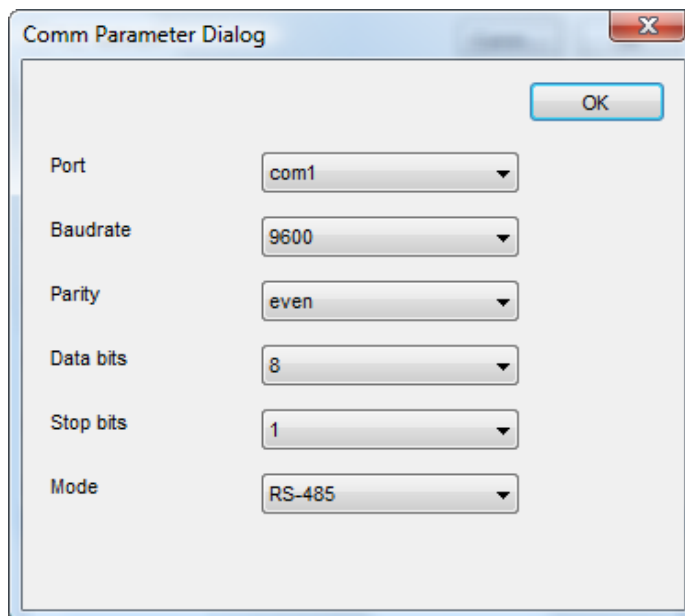 Comm Parameter Dialog
OK
Port com1
Baudrate 9600
Parity even
Data bits 8
Stop bits 1
Mode RS-485